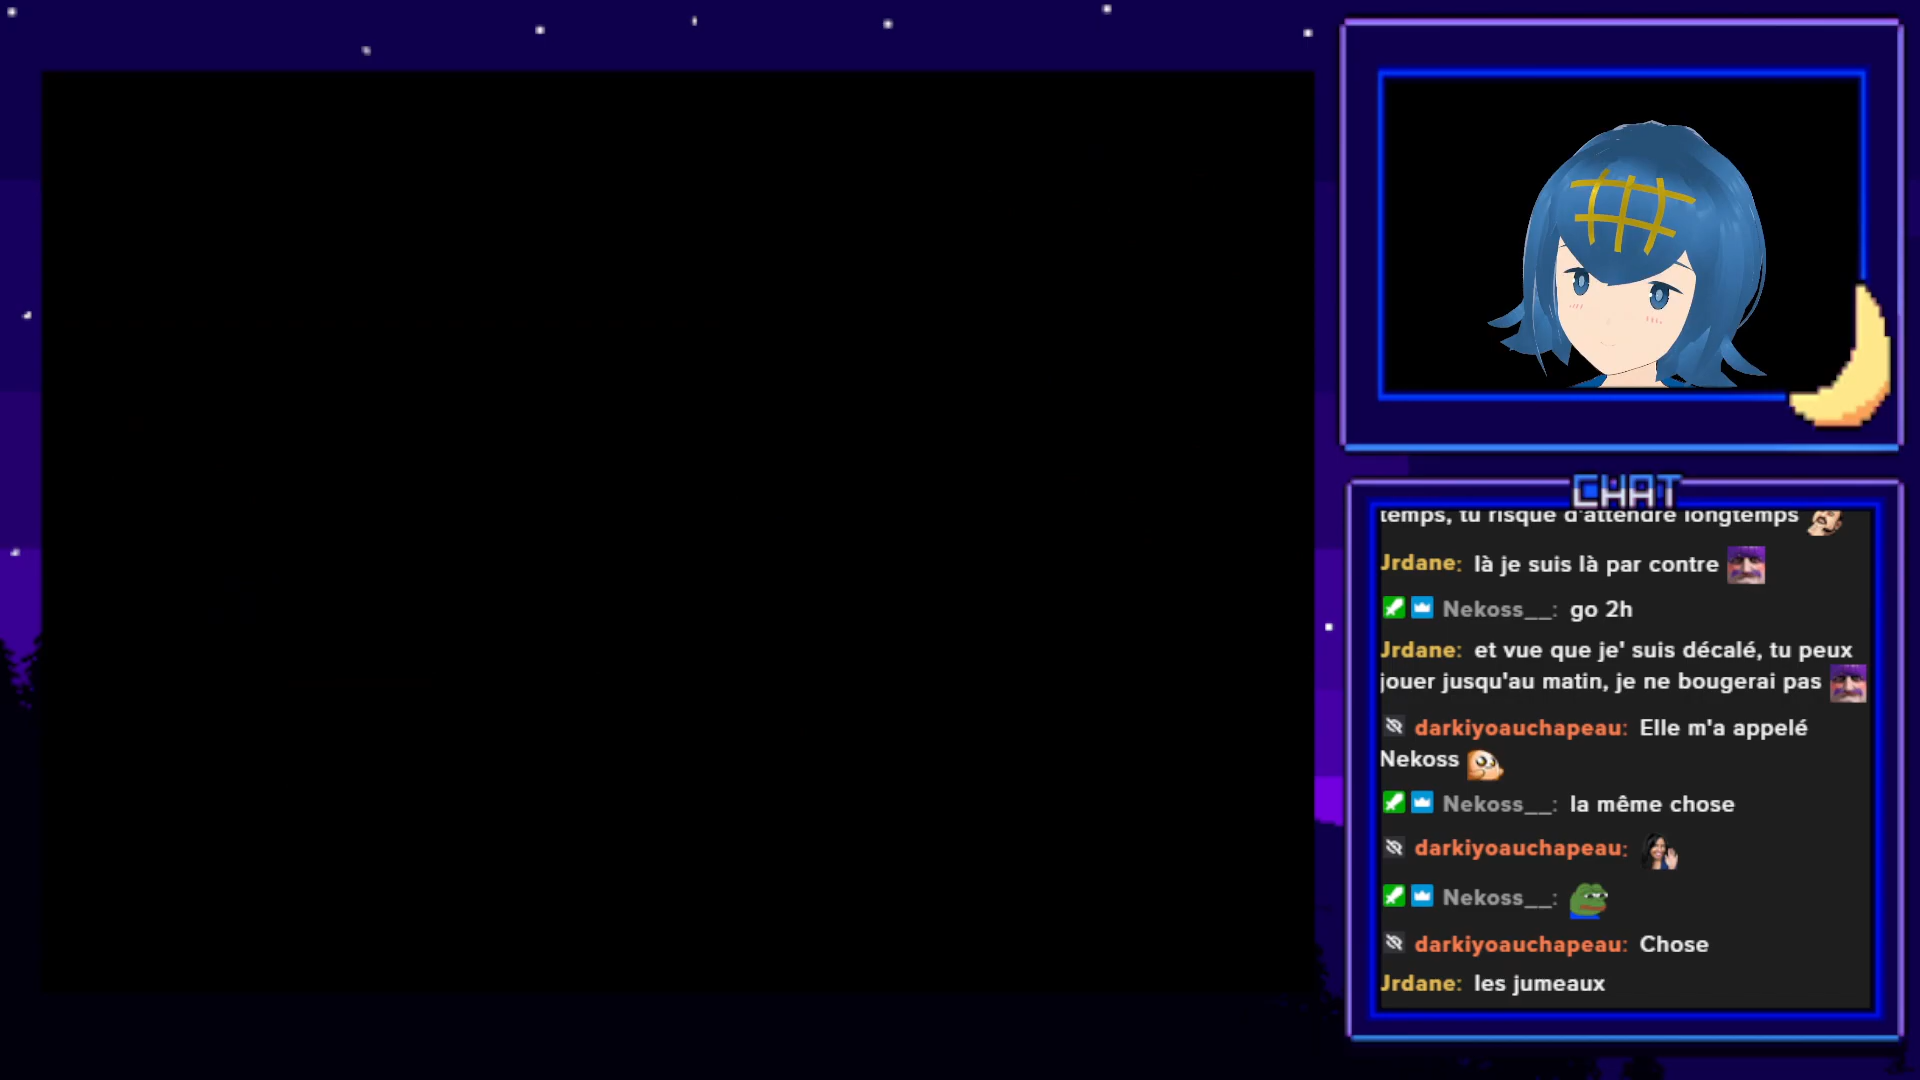 CHAT
temps, tu risque d'attendre longtemps
Jrdane: là je suis là par contre
Nekoss__: go 2h
Jrdane: et vue que je' suis décalé, tu peux
jouer jusqu'au matin, je ne bougerai pas
darkiyoauchapeau: Elle m'a appelé
Nekoss
Nekoss__: la même chose
darkiyoauchapeau:
Nekoss__:
darkiyoauchapeau: Chose
Jrdane: les jumeaux